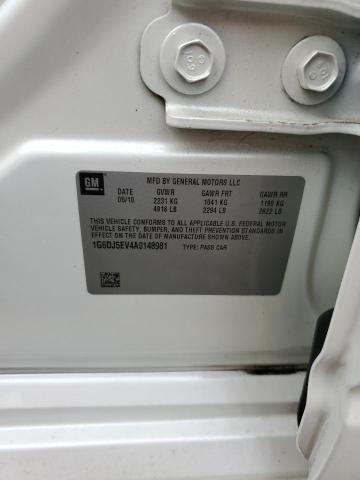 GM
MFD BY GENERAL MOTORS LLC
DATE GVWR GAWR FRT GAWR RR
05/10 2231 KG 1041 KG 1190 KG
4918 LB 2294 LB 2622 LB
THIS VEHICLE CONFORMS TO ALL APPLICABLE U.S. FEDERAL MOTOR
VEHICLE SAFETY, BUMPER, AND THEFT PREVENTION STANDARDS
IN EFFECT ON THE DATE OF MANUFACTURE SHOWN ABOVE.
1G6DJ5EV4A0148981 TYPE: PASS CAR